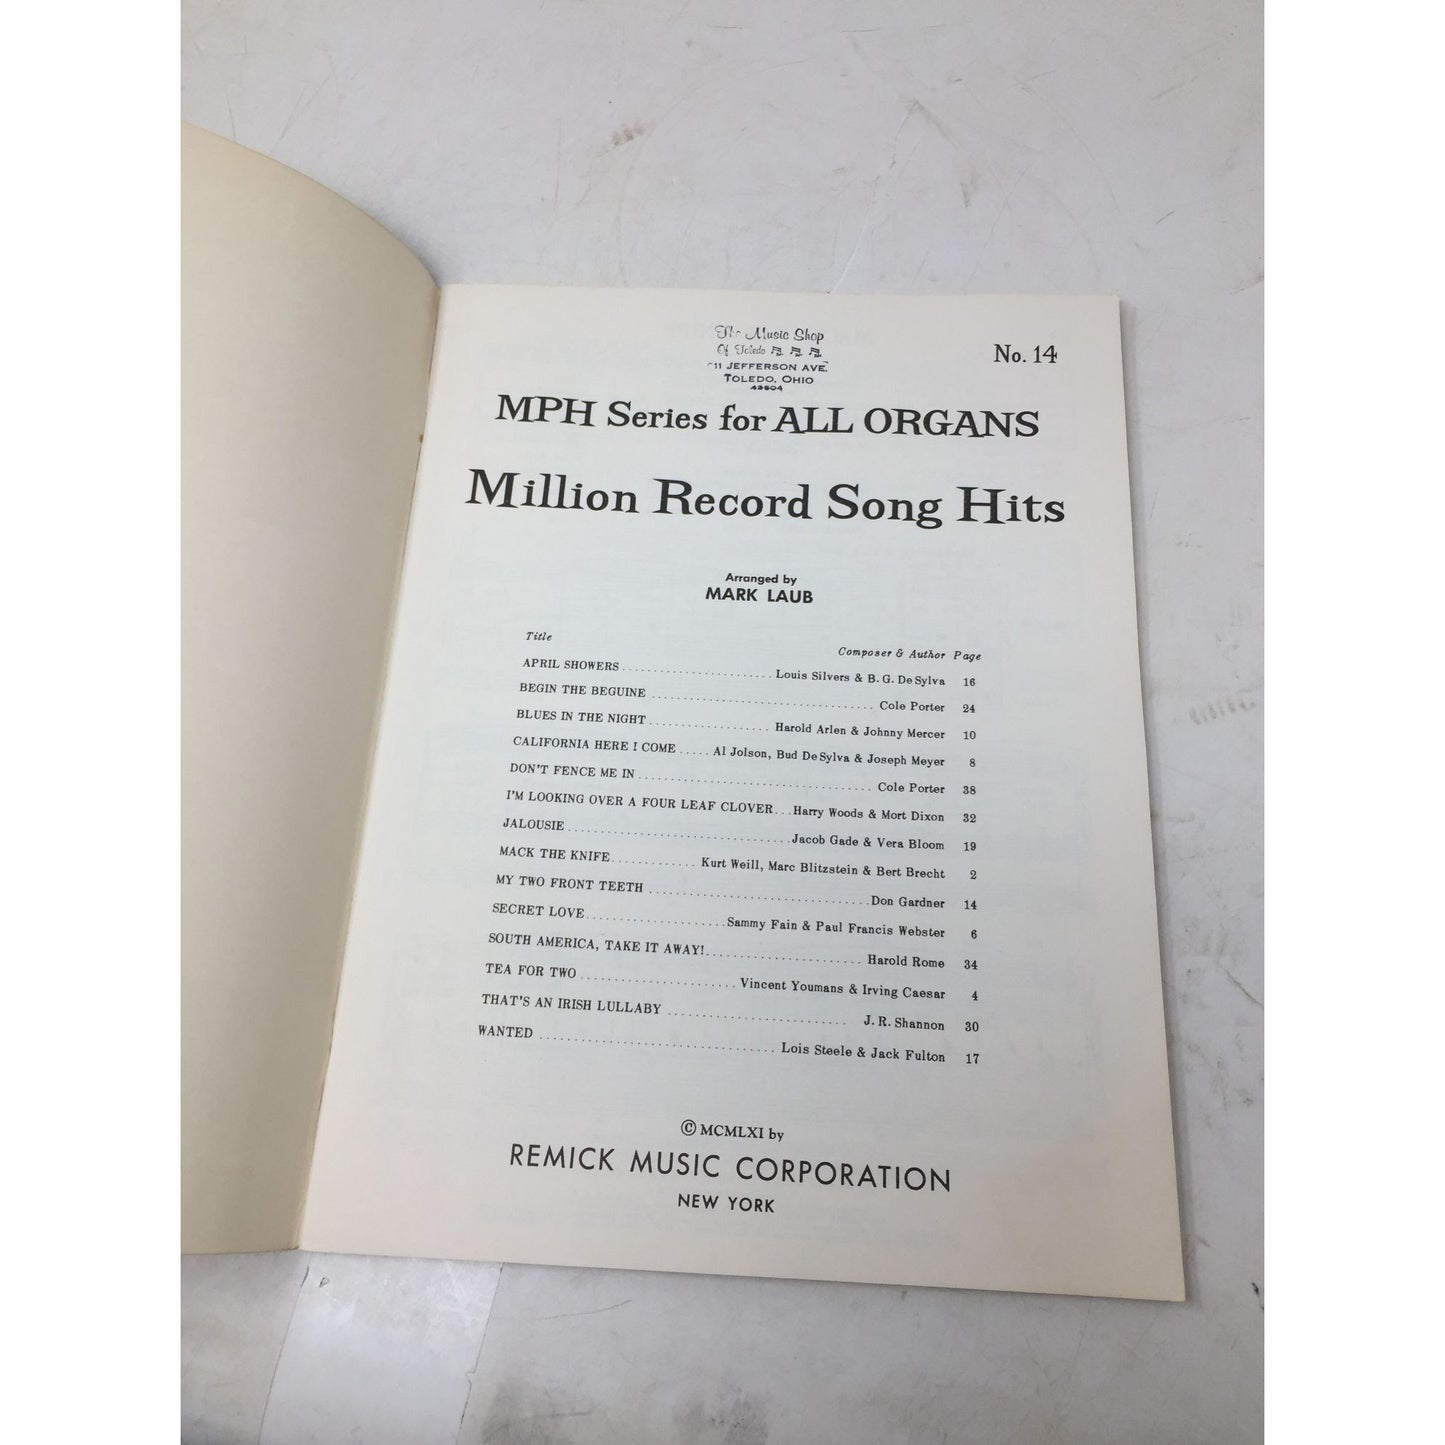 The Music Shop
Of Toledo
11 JEFFERSON AVE.
TOLEDO, OHIO
43604
No. 14
MPH Series for ALL ORGANS
Million Record Song Hits
Arranged by
MARK LAUB
Title Composer & Author Page
APRIL SHOWERS ........................ Louis Silvers & B. G. De Sylva 16
BEGIN THE BEGUINE ................................... Cole Porter 24
BLUES IN THE NIGHT ................... Harold Arlen & Johnny Mercer 10
CALIFORNIA HERE I COME ..... Al Jolson, Bud De Sylva & Joseph Meyer 8
DON'T FENCE ME IN ..................................... Cole Porter 38
I'M LOOKING OVER A FOUR LEAF CLOVER...Harry Woods & Mort Dixon 32
JALOUSIE ...................................Jacob Gade & Vera Bloom 19
MACK THE KNIFE............. Kurt Weill, Marc Blitzstein & Bert Brecht 2
MY TWO FRONT TEETH ..................................Don Gardner 14
SECRET LOVE......................Sammy Fain & Paul Francis Webster 6
SOUTH AMERICA, TAKE IT AWAY!......................... Harold Rome 34
TEA FOR TWO ........................ Vincent Youmans & Irving Caesar 4
THAT'S AN IRISH LULLABY ............................ J. R. Shannon 30
WANTED .................................. Lois Steele & Jack Fulton 17
© MCMLXI by
REMICK MUSIC CORPORATION
NEW YORK